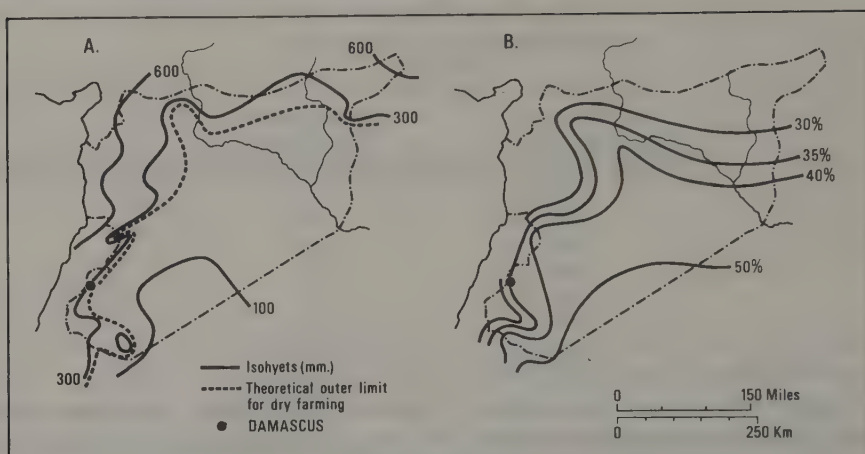 A.
600
600
300
100
300
Isohyets (mm.)
Theoretical outer limit
for dry farming
DAMASCUS
B.
30%
35%
40%
50%
0 150 Miles
0 250 Km